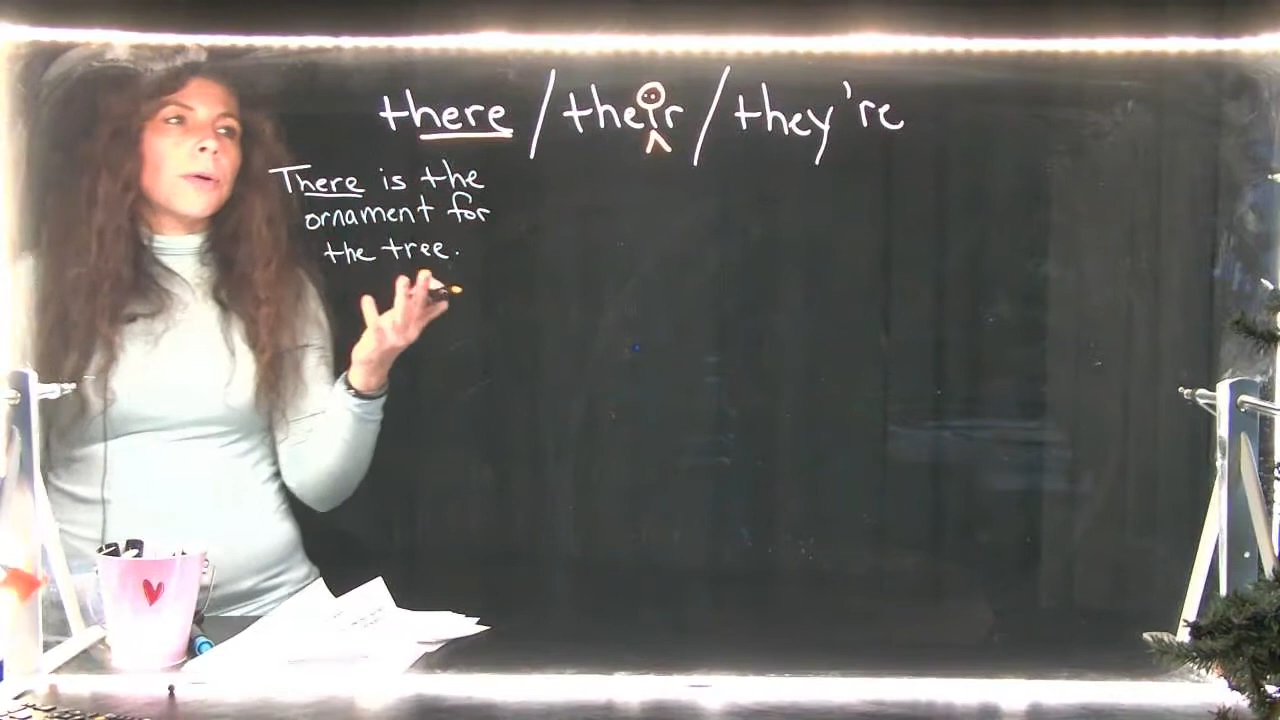 there / their / they're
There is the
ornament for
the tree.